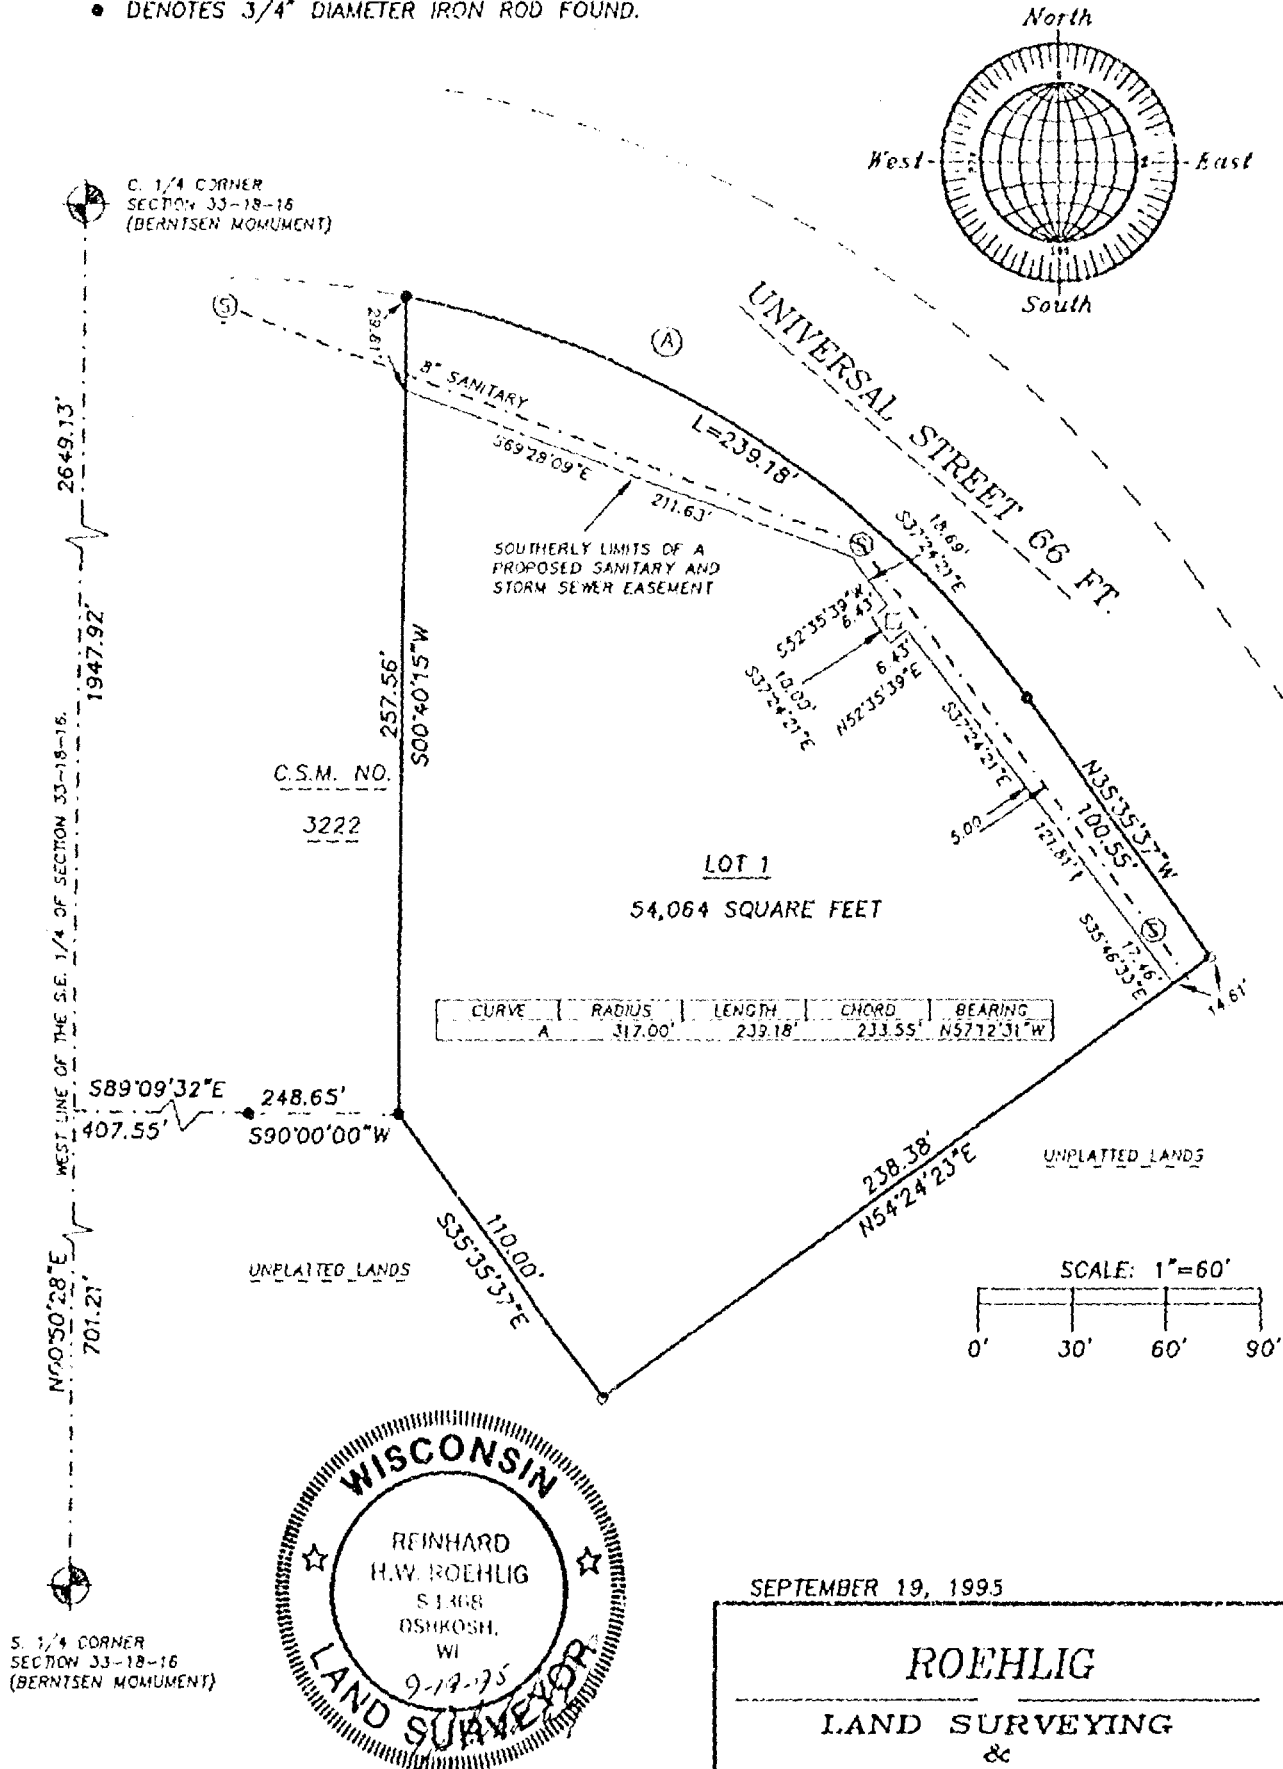 ● DENOTES 3/4" DIAMETER IRON ROD FOUND.
North
West
East
South
C. 1/4 CORNER
SECTION 33-18-16
(BERNTSEN MOMUMENT)
S
A
UNIVERSAL STREET 66 FT.
8" SANITARY
L=239.18'
S69°28'09"E
211.63'
SOUTHERLY LIMITS OF A
PROPOSED SANITARY AND
STORM SEWER EASEMENT
S
18.69'
S37°24'21"E
S52°35'39"W
6.43'
10.00'
S37°24'21"E
6.43'
N52°35'39"E
S37°24'21"E
5.00
N35°35'37"W
100.55'
S
17.46'
S35°46'33"E
14.61'
2649.13'
1947.92'
WEST LINE OF THE S.E. 1/4 OF SECTION 33-18-16.
257.56'
S00°40'15"W
C.S.M. NO.
3222
LOT 1
54,064 SQUARE FEET
CURVE RADIUS LENGTH CHORD BEARING
A 317.00' 239.18' 233.55' N57°12'31"W
S89°09'32"E
407.55'
248.65'
S90°00'00"W
238.38'
N54°24'23"E
UNPLATTED LANDS
110.00'
S35°35'37"E
UNPLATTED LANDS
N00°50'28"E
701.21'
SCALE: 1"=60'
0' 30' 60' 90'
WISCONSIN
REINHARD
H.W. ROEHLIG
S1368
OSHKOSH,
WI
9-19-95
LAND SURVEYOR
S. 1/4 CORNER
SECTION 33-18-16
(BERNTSEN MOMUMENT)
SEPTEMBER 19, 1995
ROEHLIG
LAND SURVEYING
&